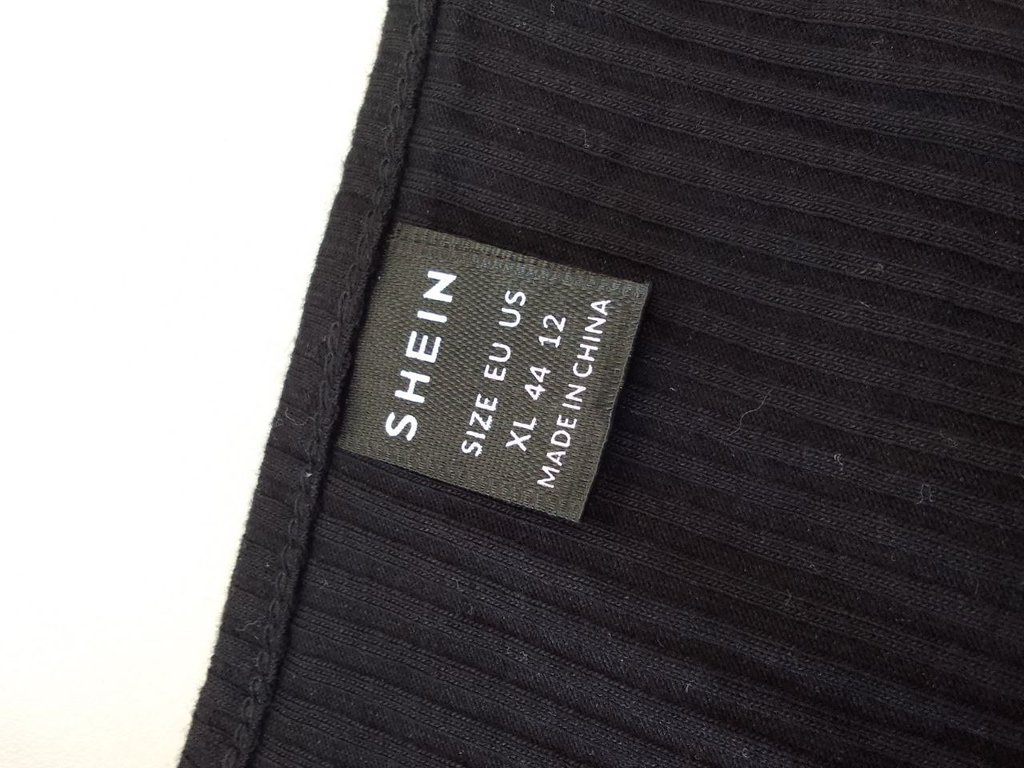 SHEIN
SIZE EU US
XL 44 12
MADE IN CHINA